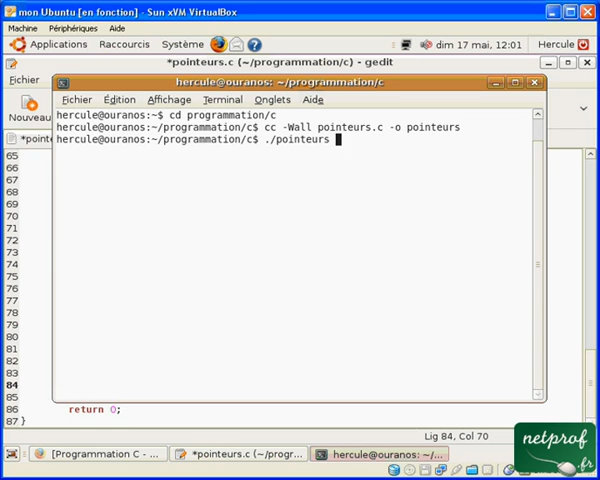 mon Ubuntu [en fonction] - Sun xVM VirtualBox
Machine Périphériques Aide
Applications Raccourcis Système dim 17 mai, 12:01 Hercule
*pointeurs.c (~/programmation/c) - gedit
Fichier
hercule@ouranos: ~/programmation/c
Fichier Édition Affichage Terminal Onglets Aide
Nouveau
hercule@ouranos:~$ cd programmation/c
hercule@ouranos:~/programmation/c$ cc -Wall pointeurs.c -o pointeurs
hercule@ouranos:~/programmation/c$ ./pointeurs
*pointe
65
66
67
68
69
70
71
72
73
74
75
76
77
78
79
80
81
82
83
84
85
86 return 0;
87 }
Lig 84, Col 70
[Programmation C - ... *pointeurs.c (~/progr... hercule@ouranos: ~/...
netprof
.fr